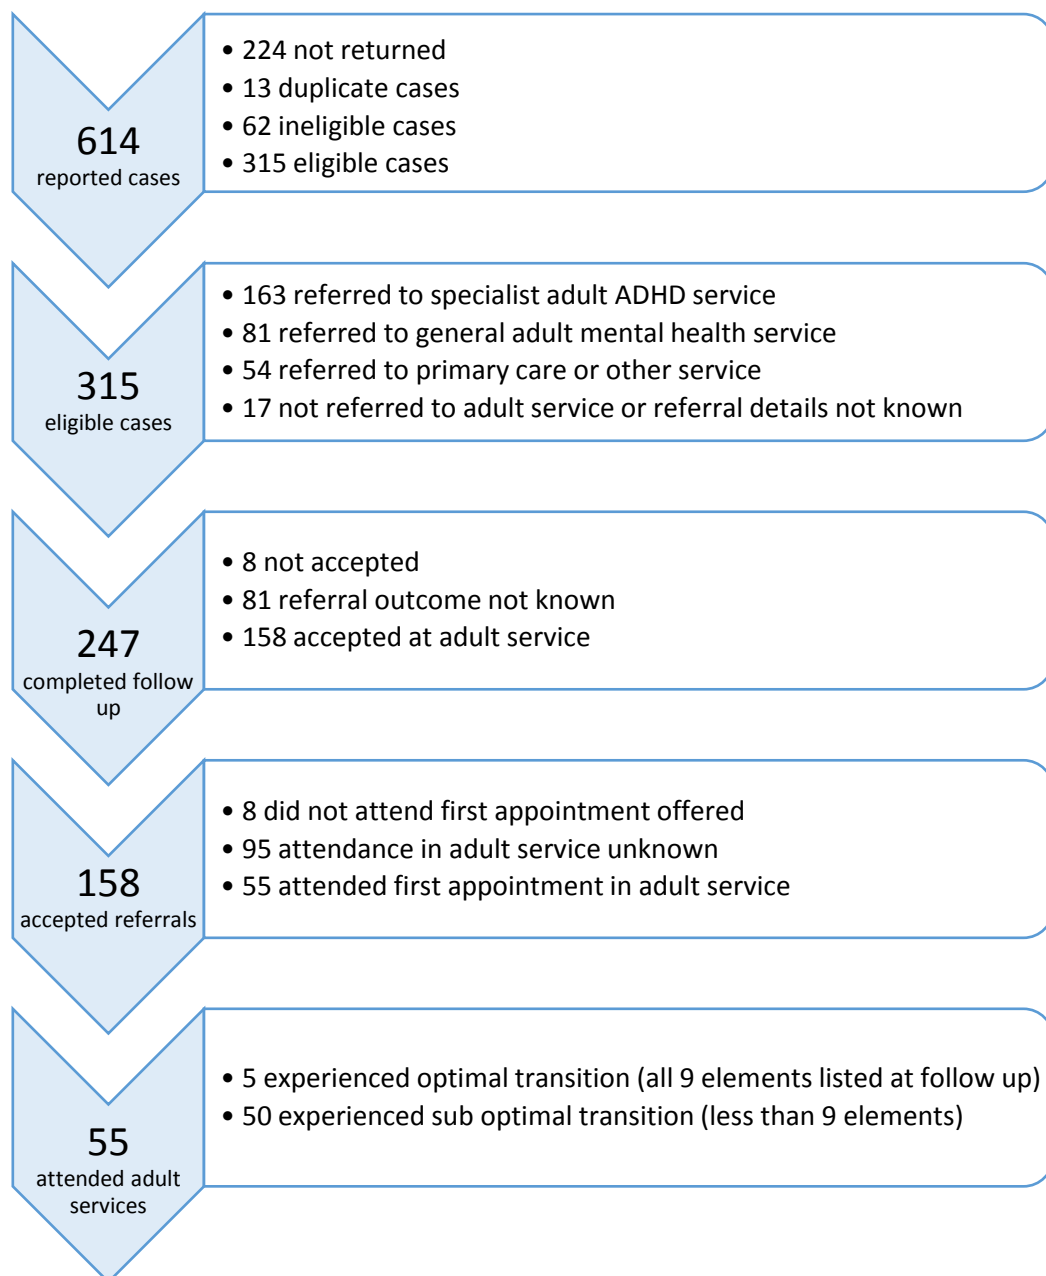 614
reported cases
• 224 not returned
• 13 duplicate cases
• 62 ineligible cases
• 315 eligible cases
315
eligible cases
• 163 referred to specialist adult ADHD service
• 81 referred to general adult mental health service
• 54 referred to primary care or other service
• 17 not referred to adult service or referral details not known
247
completed follow
up
• 8 not accepted
• 81 referral outcome not known
• 158 accepted at adult service
158
accepted referrals
• 8 did not attend first appointment offered
• 95 attendance in adult service unknown
• 55 attended first appointment in adult service
55
attended adult
services
• 5 experienced optimal transition (all 9 elements listed at follow up)
• 50 experienced sub optimal transition (less than 9 elements)